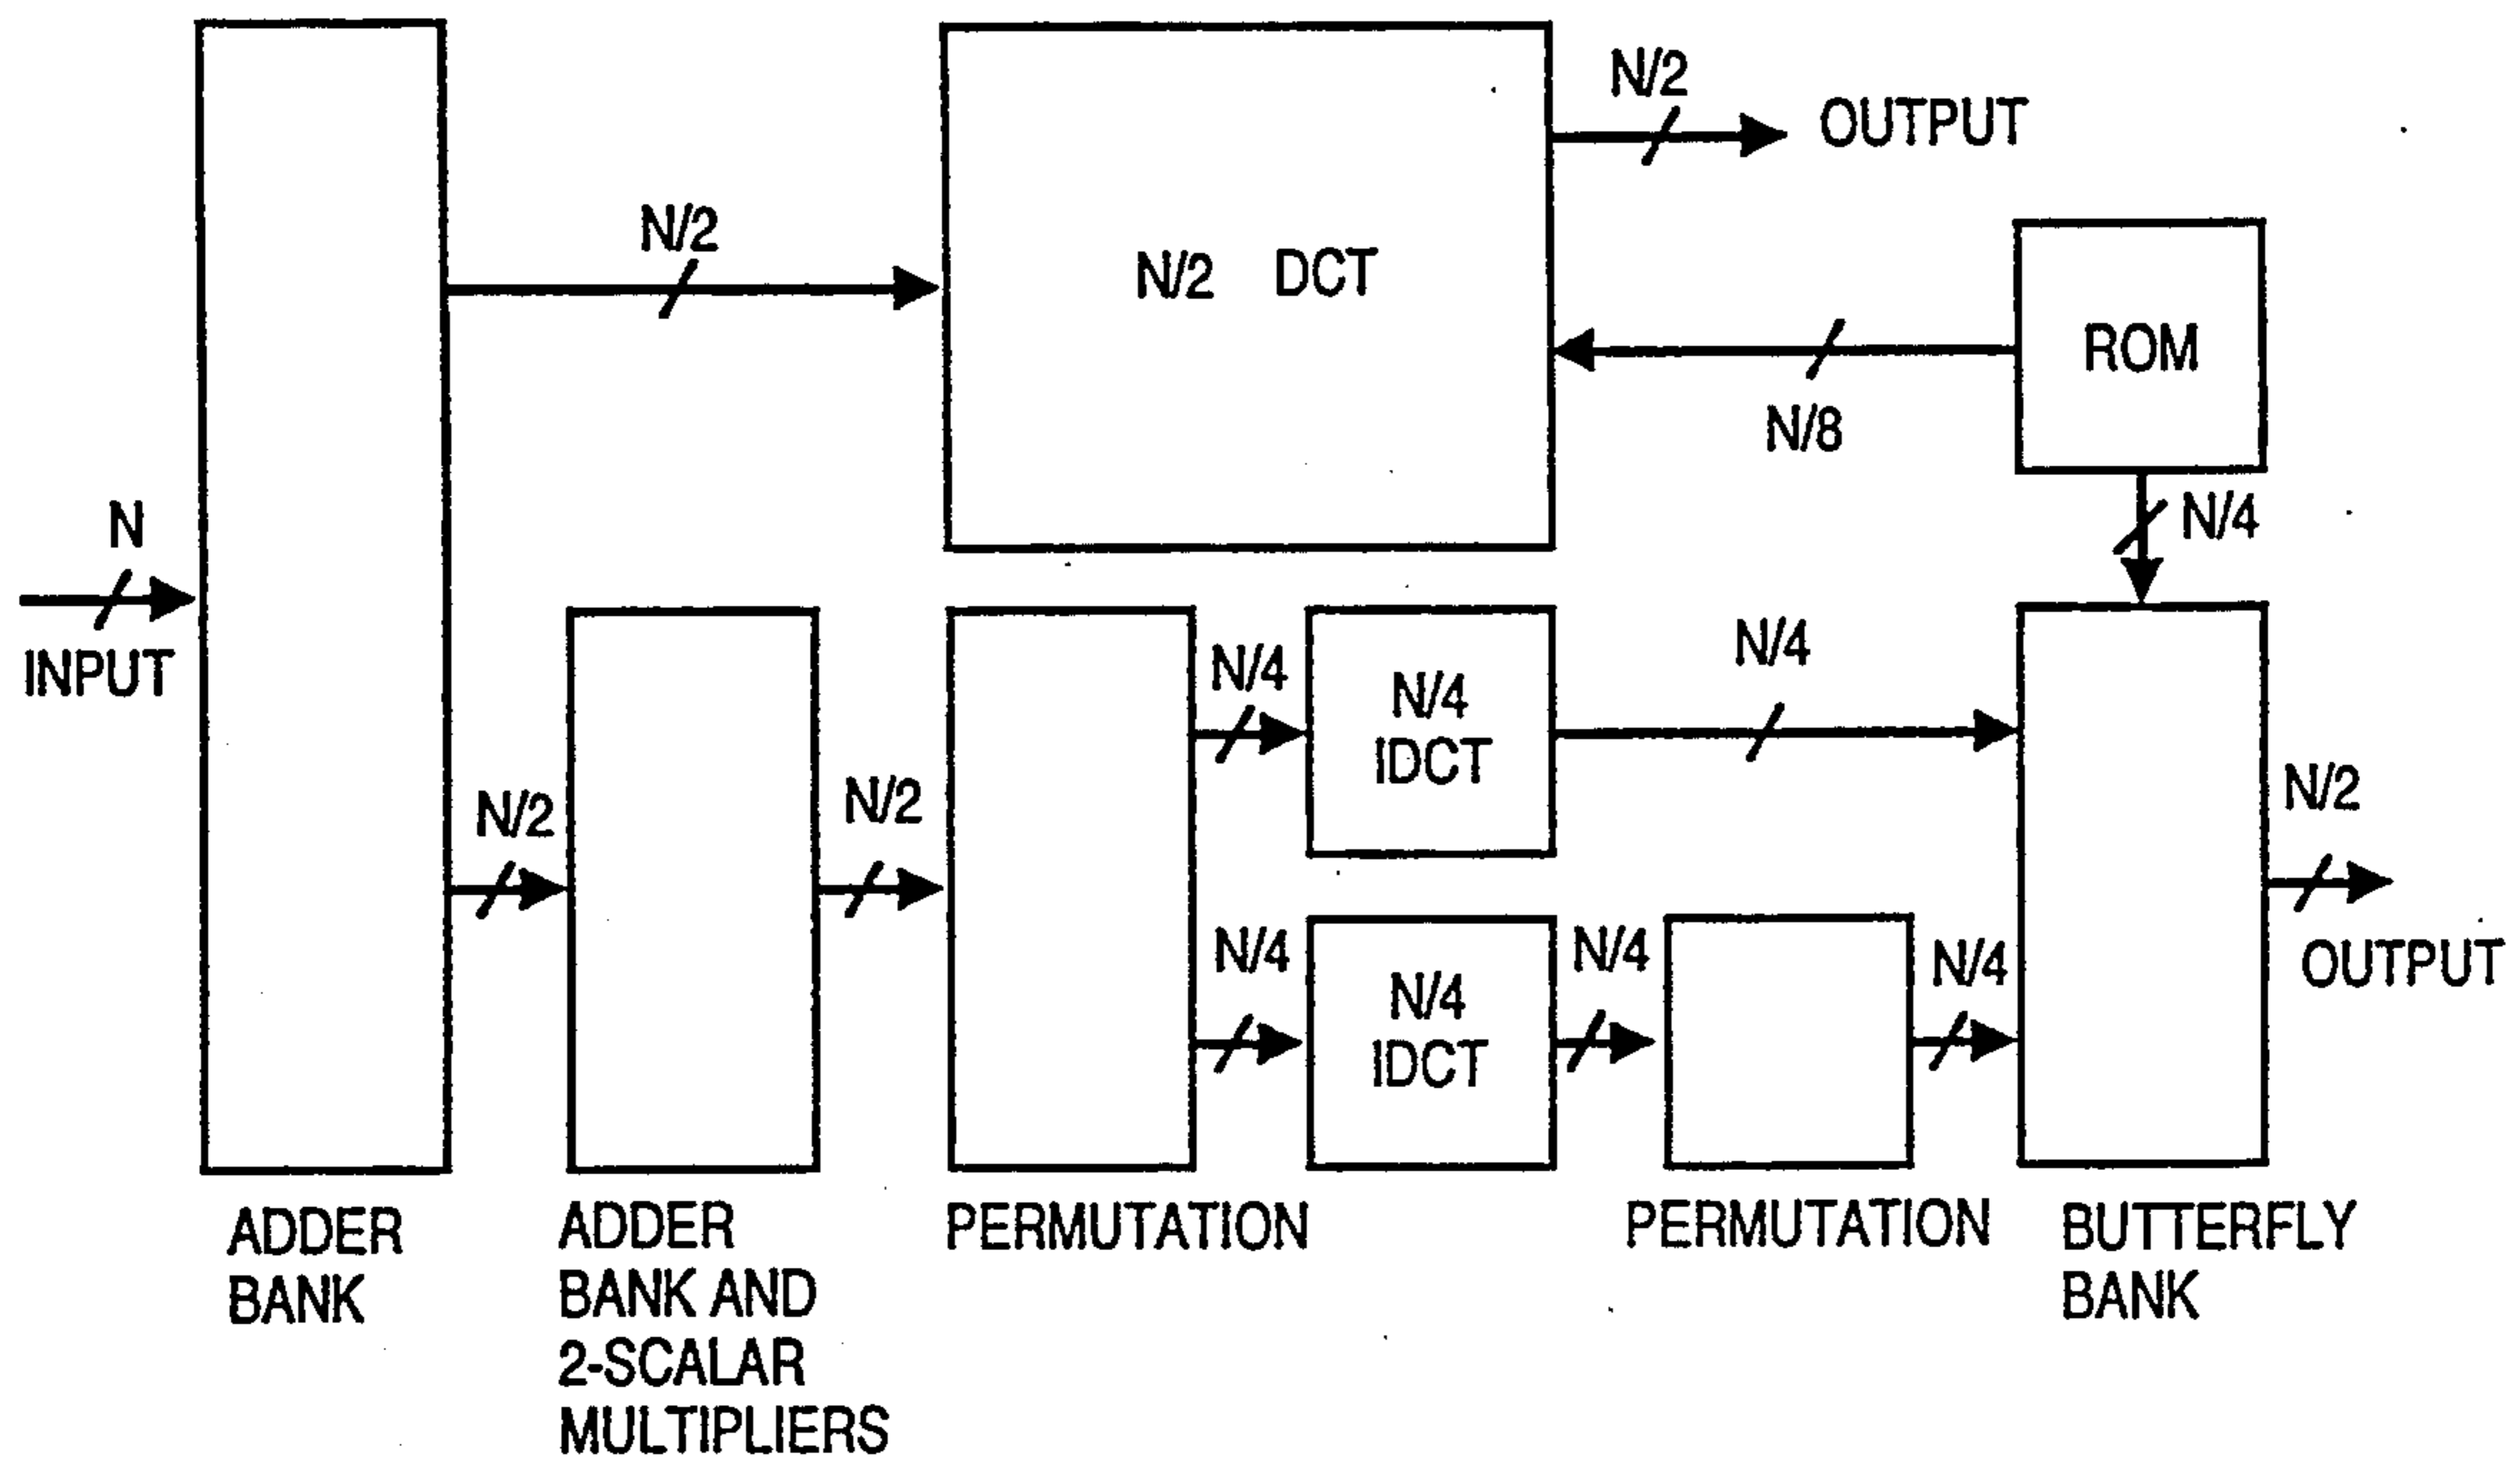 N/2
OUTPUT
N/2
N/2 DCT
ROM
N/8
N
INPUT
N/4
N/4
N/4
IDCT
N/4
N/2
N/2
N/2
OUTPUT
N/4
N/4
IDCT
N/4
N/4
ADDER
BANK
ADDER
BANK AND
2-SCALAR
MULTIPLIERS
PERMUTATION
PERMUTATION
BUTTERFLY
BANK